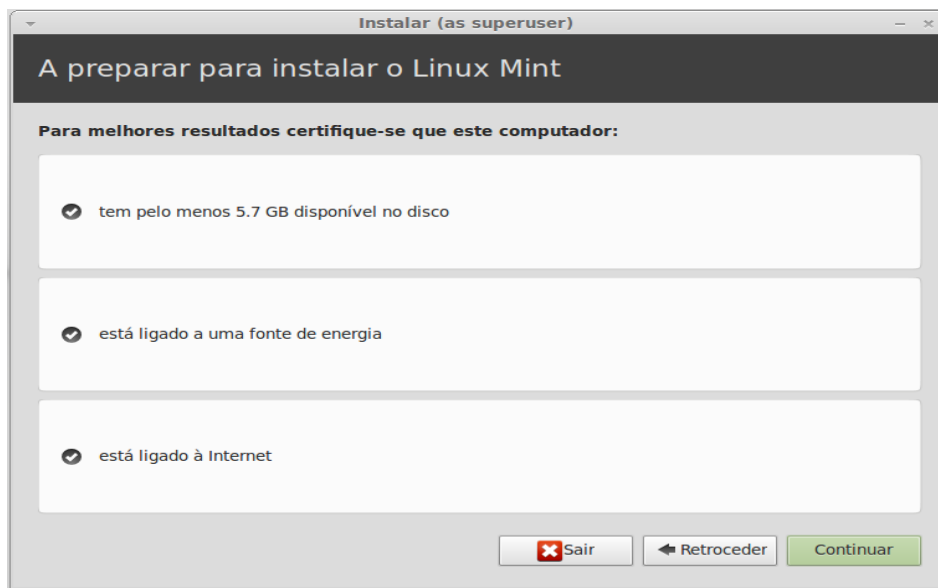 Instalar (as superuser)
A preparar para instalar o Linux Mint
Para melhores resultados certifique-se que este computador:
tem pelo menos 5.7 GB disponível no disco
está ligado a uma fonte de energia
está ligado à Internet
Sair
Retroceder
Continuar